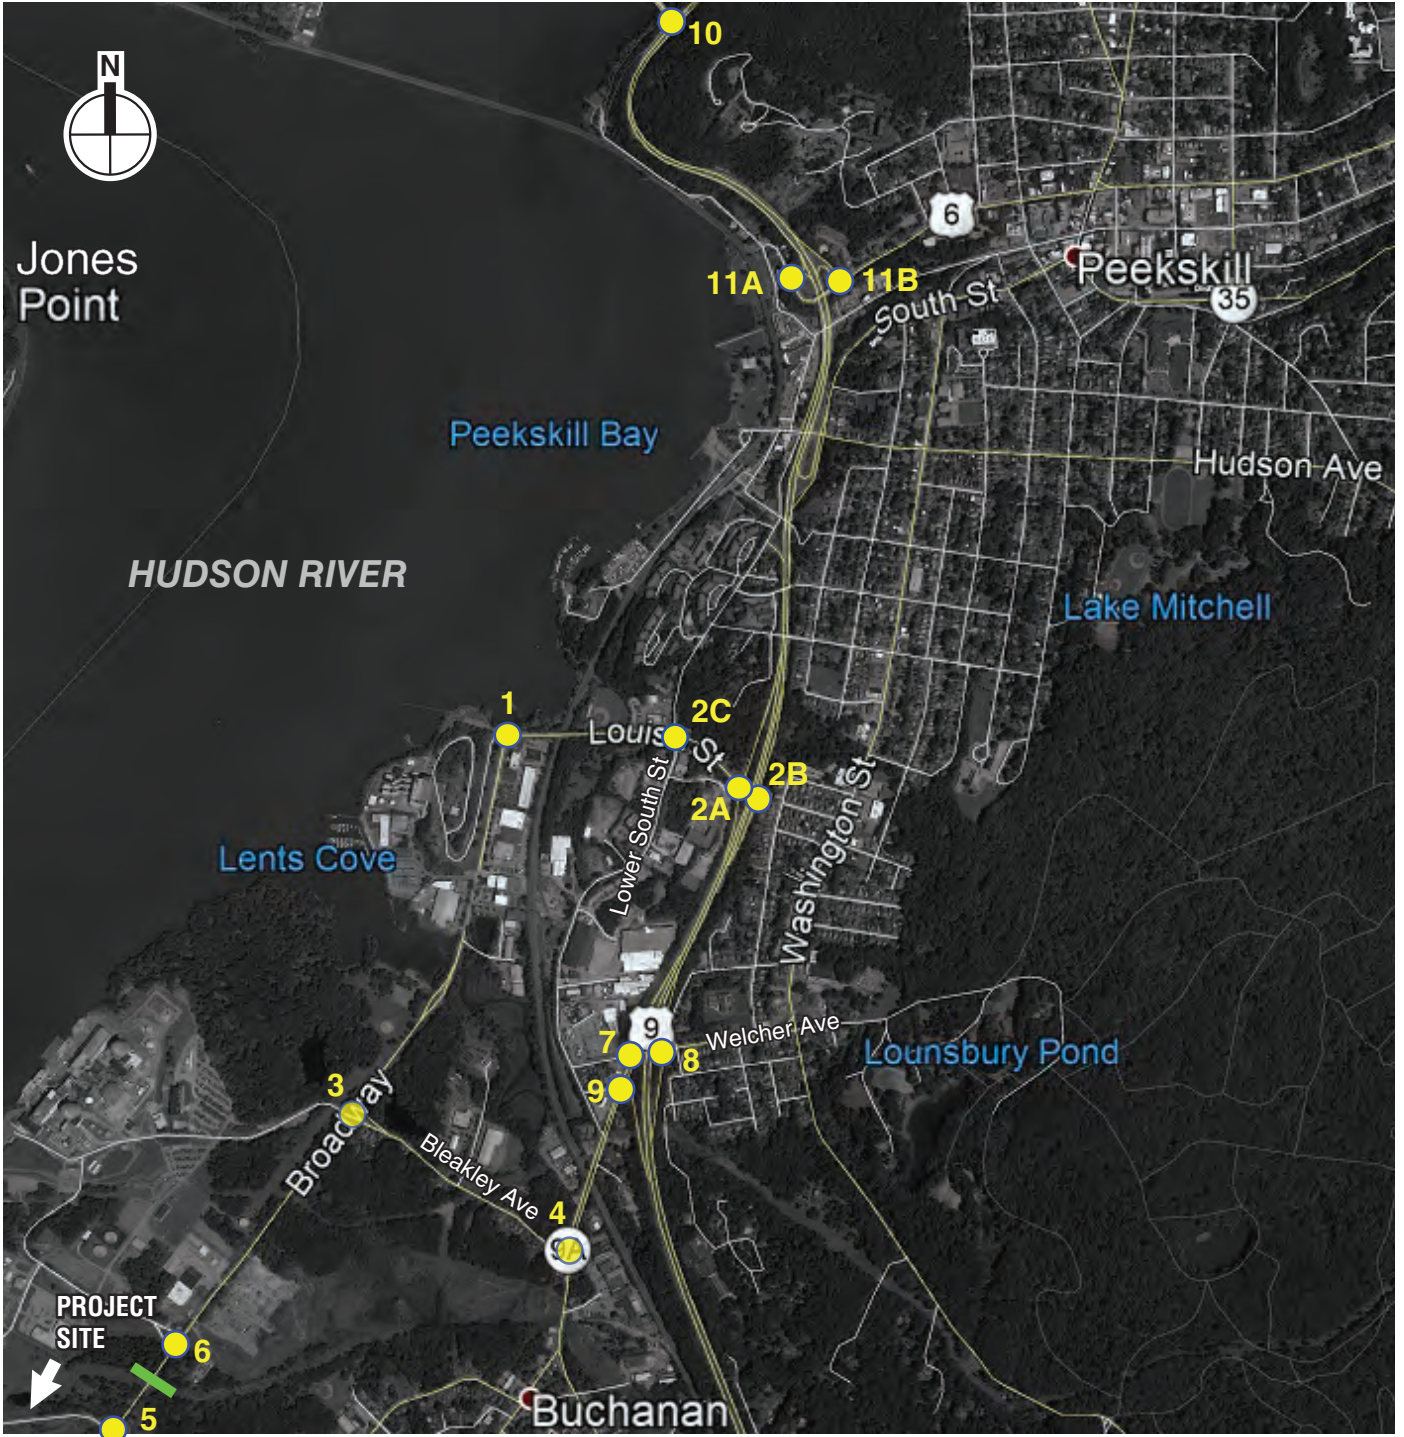 10
N
6
Jones
Point
Peekskill
11A
11B
South St
35
Peekskill Bay
Hudson Ave
HUDSON RIVER
Lake Mitchell
1
2C
Louisa St
2B
2A
Lower South St
Washington St
Lents Cove
9
Welcher Ave
7
8
Lounsbury Pond
9
3
Broadway
Bleakley Ave
4
9A
PROJECT
SITE
6
5
Buchanan